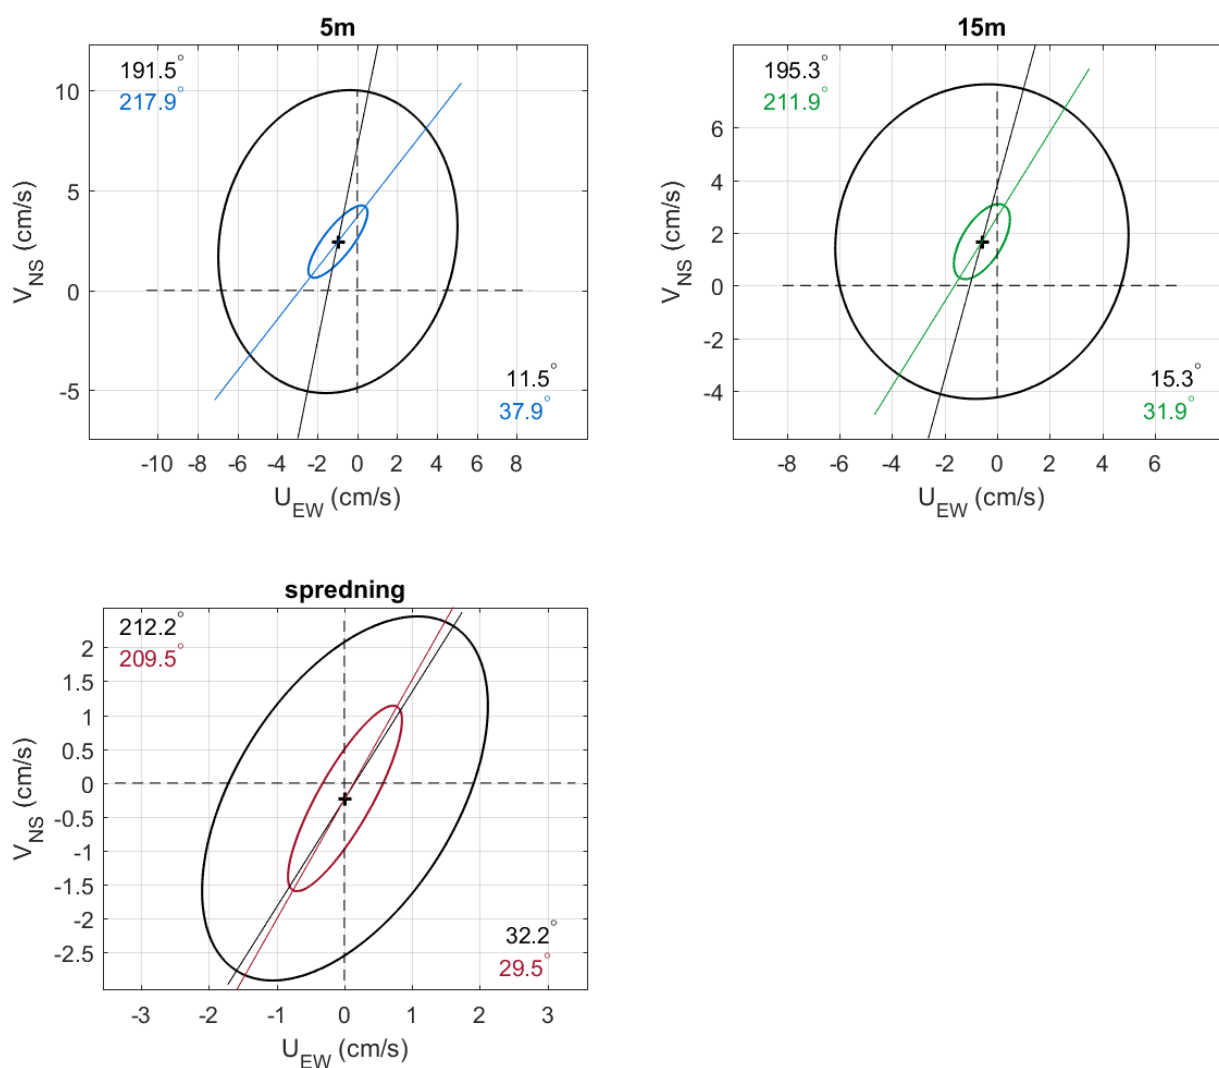 5m
191.5°
217.9°
10
5
0
-5
V_NS (cm/s)
11.5°
37.9°
-10 -8 -6 -4 -2 0 2 4 6 8
U_EW (cm/s)
15m
195.3°
211.9°
6
4
2
0
-2
-4
V_NS (cm/s)
15.3°
31.9°
-8 -6 -4 -2 0 2 4 6
U_EW (cm/s)
spredning
212.2°
209.5°
2
1.5
1
0.5
0
-0.5
-1
-1.5
-2
-2.5
V_NS (cm/s)
32.2°
29.5°
-3 -2 -1 0 1 2 3
U_EW (cm/s)